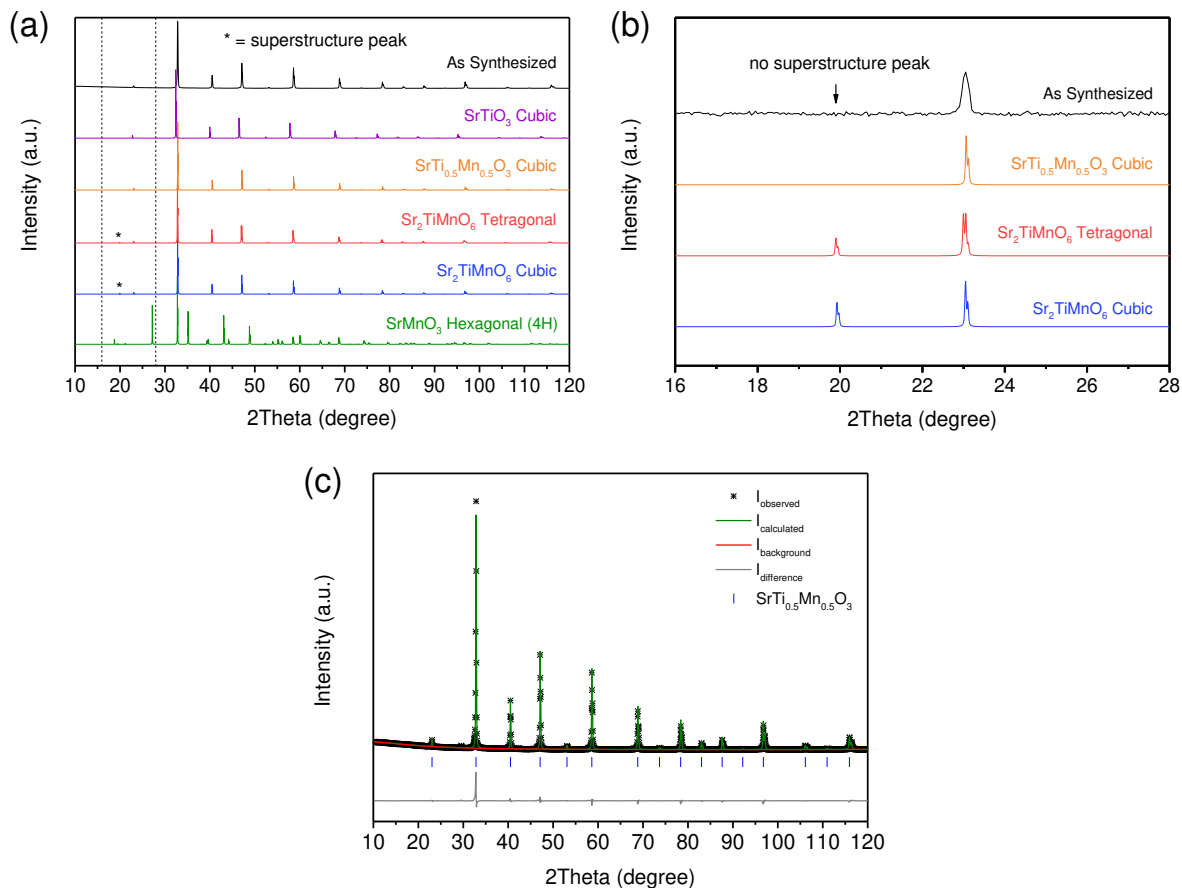 (a)
* = superstructure peak
As Synthesized
SrTiO3 Cubic
SrTi0.5Mn0.5O3 Cubic
Sr2TiMnO6 Tetragonal
*
Sr2TiMnO6 Cubic
*
SrMnO3 Hexagonal (4H)
Intensity (a.u.)
10 20 30 40 50 60 70 80 90 100 110 120
2Theta (degree)
(b)
no superstructure peak
As Synthesized
SrTi0.5Mn0.5O3 Cubic
Sr2TiMnO6 Tetragonal
Sr2TiMnO6 Cubic
Intensity (a.u.)
16 18 20 22 24 26 28
2Theta (degree)
(c)
Iobserved
Icalculated
Ibackground
Idifference
SrTi0.5Mn0.5O3
Intensity (a.u.)
10 20 30 40 50 60 70 80 90 100 110 120
2Theta (degree)